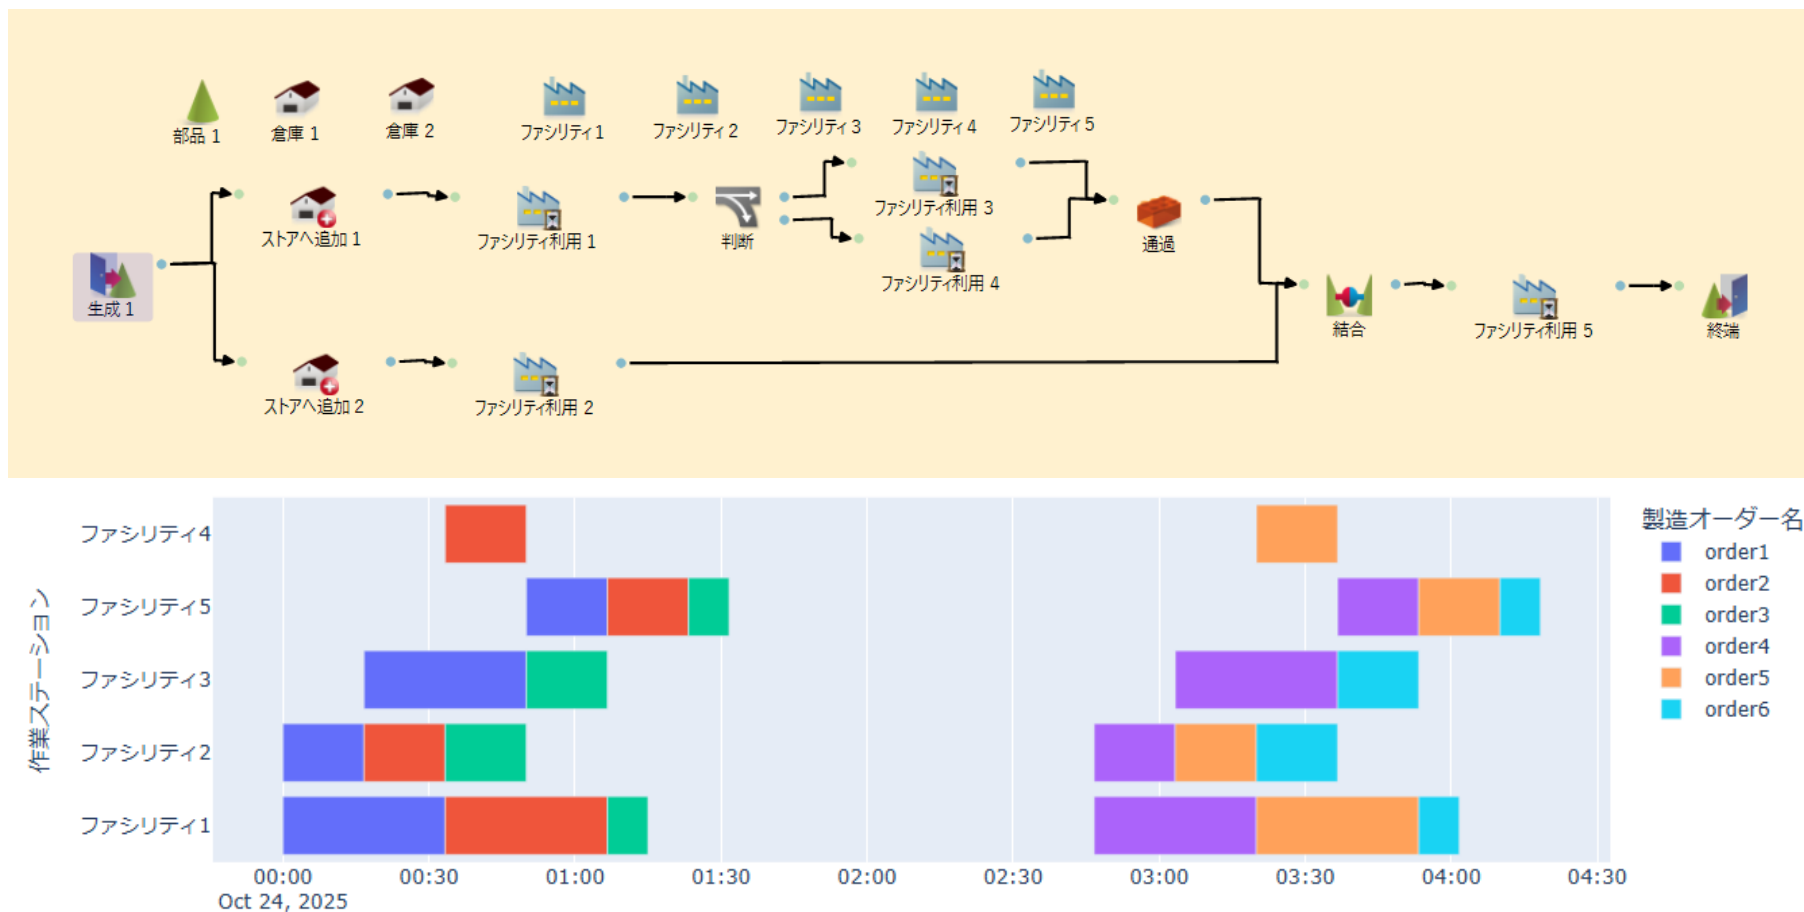 部品 1
倉庫 1
倉庫 2
ファシリティ1
ファシリティ2
ファシリティ3
ファシリティ4
ファシリティ5
生成 1
ストアへ追加 1
ファシリティ利用 1
判断
ファシリティ利用 3
ファシリティ利用 4
通過
結合
ファシリティ利用 5
終端
ストアへ追加 2
ファシリティ利用 2
作業ステーション
ファシリティ4
ファシリティ5
ファシリティ3
ファシリティ2
ファシリティ1
00:00
00:30
01:00
01:30
02:00
02:30
03:00
03:30
04:00
04:30
Oct 24, 2025
製造オーダー名
order1
order2
order3
order4
order5
order6